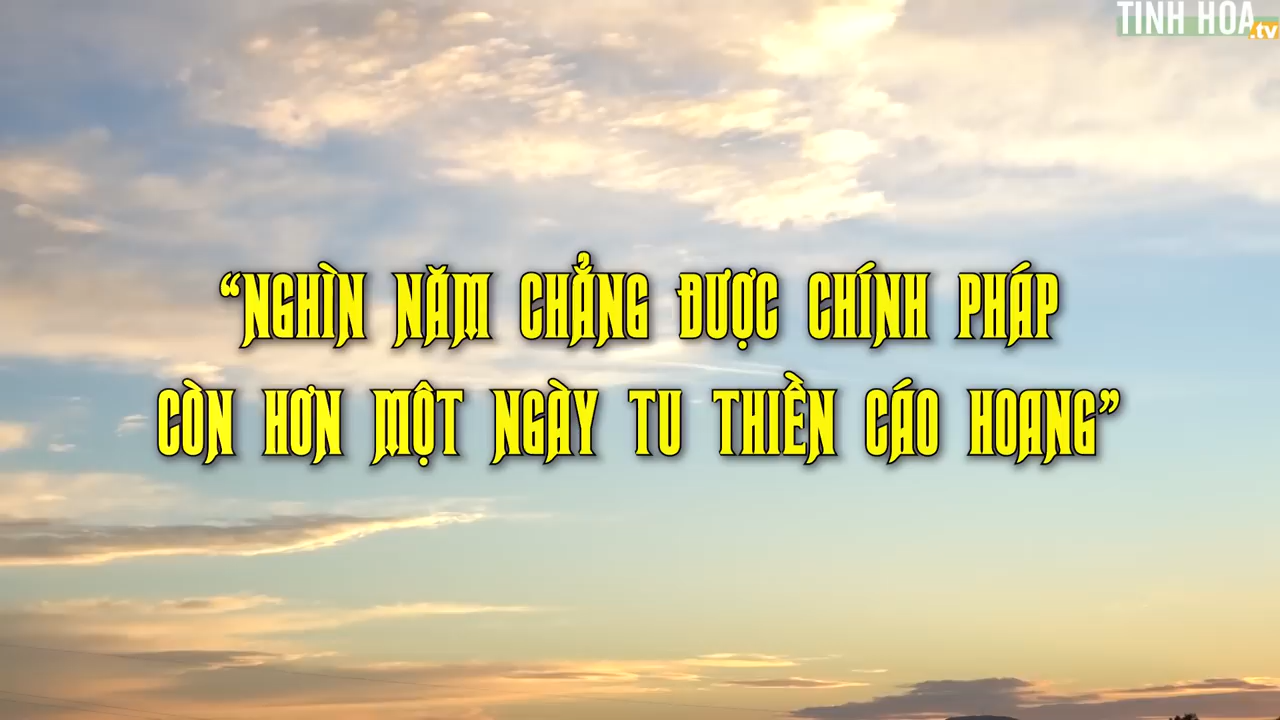 TINH HOA.tv
“NGHÌN NĂM CHẲNG ĐƯỢC CHÍNH PHÁP
CÒN HƠN MỘT NGÀY TU THIỀN CÁO HOANG”